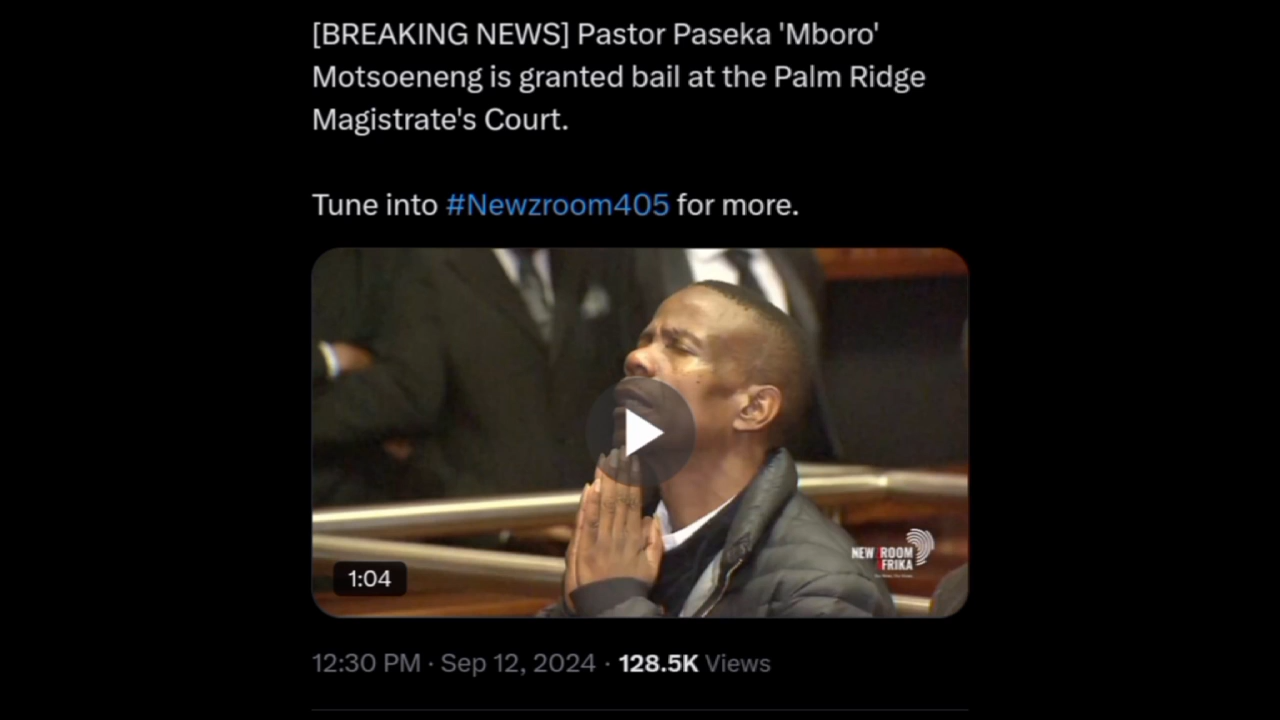 [BREAKING NEWS] Pastor Paseka 'Mboro'
Motsoeneng is granted bail at the Palm Ridge
Magistrate's Court.
Tune into #Newzroom405 for more.
NEWZROOM
AFRIKA
1:04
12:30 PM · Sep 12, 2024 · 128.5K Views